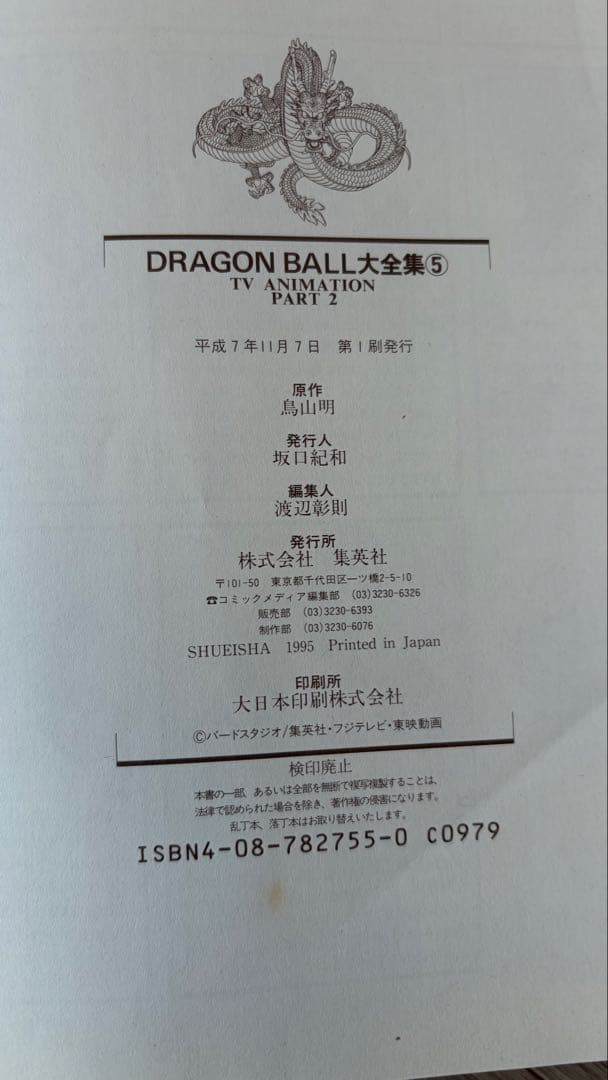 DRAGON BALL大全集⑤
TV ANIMATION
PART 2
平成7年11月7日　第1刷発行
原作
鳥山明
発行人
坂口紀和
編集人
渡辺彰則
発行所
株式会社　集英社
〒101-50　東京都千代田区一ツ橋2-5-10
☎コミックメディア編集部　(03)3230-6326
販売部　(03)3230-6393
制作部　(03)3230-6076
SHUEISHA　1995　Printed in Japan
印刷所
大日本印刷株式会社
©バードスタジオ/集英社・フジテレビ・東映動画
検印廃止
本書の一部、あるいは全部を無断で複写複製することは、
法律で認められた場合を除き、著作権の侵害になります。
乱丁本、落丁本はお取り替えいたします。
ISBN4-08-782755-0 C0979